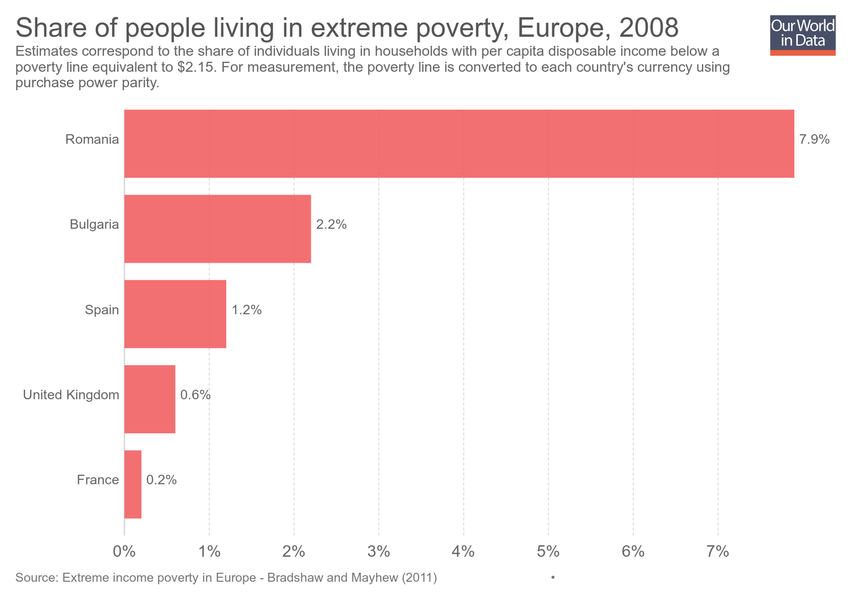 Share of people living in extreme poverty, Europe, 2008
Our World
in Data
Estimates correspond to the share of individuals living in households with per capita disposable income below a
poverty line equivalent to $2.15. For measurement, the poverty line is converted to each country's currency using
purchase power parity.
Romania 7.9%
Bulgaria 2.2%
Spain 1.2%
United Kingdom 0.6%
France 0.2%
0% 1% 2% 3% 4% 5% 6% 7%
Source: Extreme income poverty in Europe - Bradshaw and Mayhew (2011) •